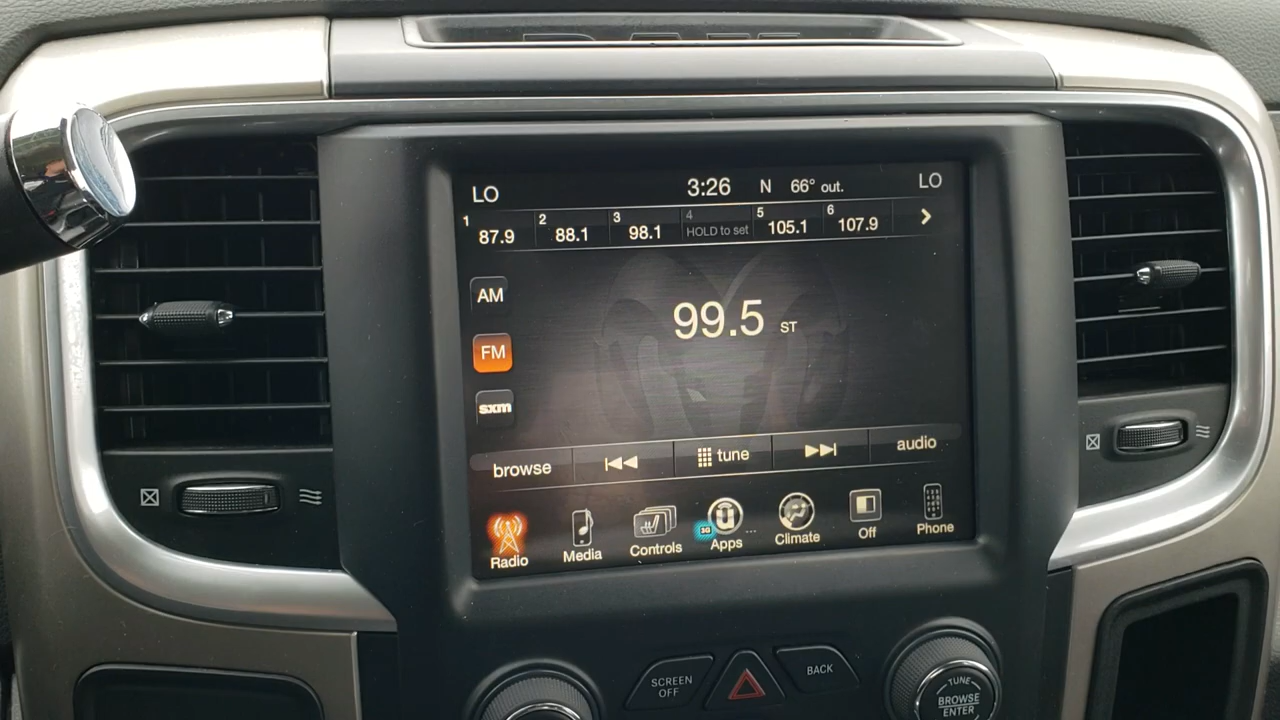 RAM
LO 3:26 N 66° out. LO
1 87.9 2 88.1 3 98.1 4 HOLD to set 5 105.1 6 107.9
AM
99.5 ST
FM
sxm
browse tune audio
Radio Media Controls 3G Apps ... Climate Off Phone
SCREEN OFF
BACK
TUNE
BROWSE
ENTER